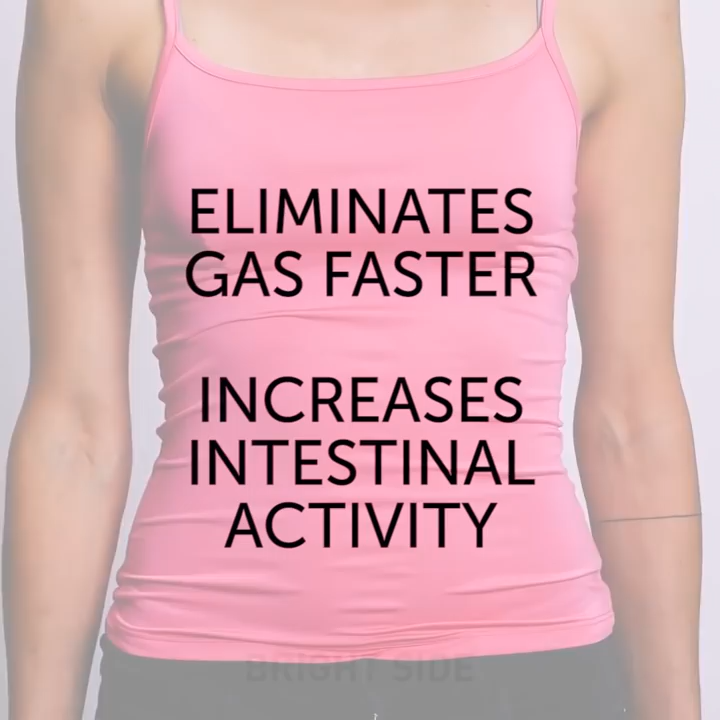 ELIMINATES
GAS FASTER
INCREASES
INTESTINAL
ACTIVITY
BRIGHT SIDE